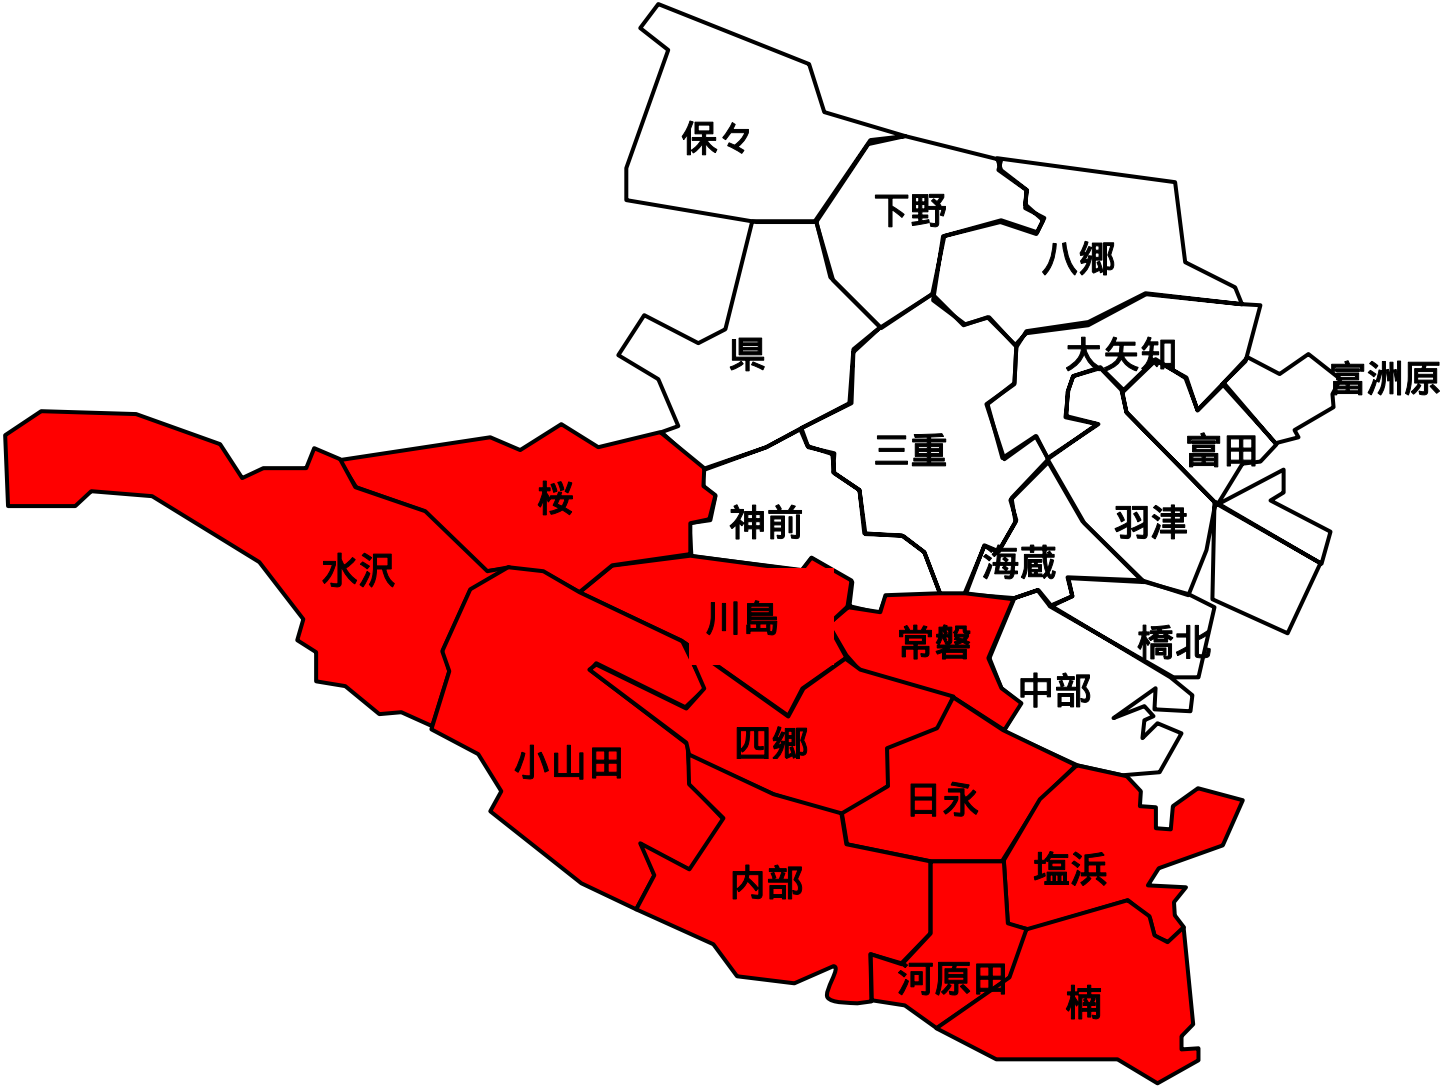 保々
下野
八郷
県
大矢知
富洲原
三重
富田
桜
神前
羽津
水沢
海蔵
川島
常磐
橋北
中部
四郷
小山田
日永
塩浜
内部
河原田
楠